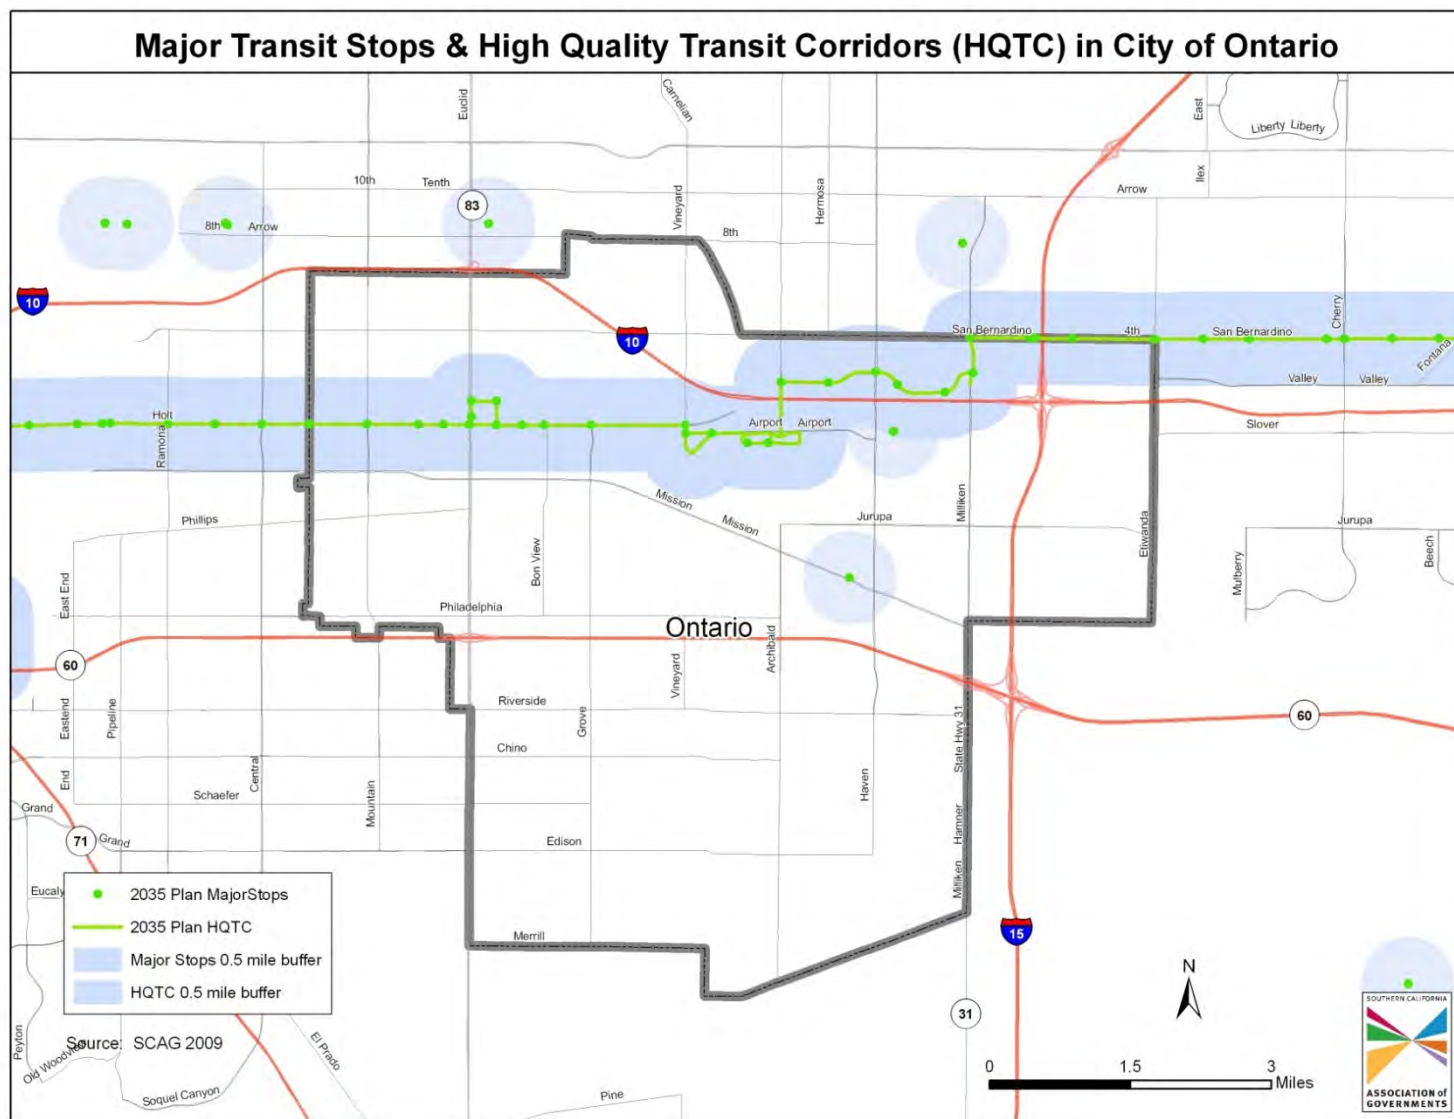 Major Transit Stops & High Quality Transit Corridors (HQTC) in City of Ontario
Euclid
Carnelian
East
Liberty Liberty
Ilex
10th
Tenth
Arrow
83
Vineyard
Hermosa
8th
Arrow
8th
10
10
San Bernardino
4th
San Bernardino
Cherry
Fontana
Valley
Valley
Holt
Ramona
Airport
Airport
Slover
Mission
Mission
Milliken
Phillips
Jurupa
Jurupa
Etiwanda
Bon View
Mulberry
Beech
East End
Philadelphia
Ontario
Archibald
60
Vineyard
Riverside
Eastend
Pipeline
Grove
State Hwy 31
60
Chino
End
Central
Mountain
Haven
Schaefer
Grand
71
Grand
Edison
Hamner
Milliken
Eucaly
2035 Plan MajorStops
2035 Plan HQTC
Merrill
15
Major Stops 0.5 mile buffer
HQTC 0.5 mile buffer
N
SOUTHERN CALIFORNIA
31
Peyton
Source: SCAG 2009
El Prado
Soquel Canyon
Pine
0
1.5
3
Miles
ASSOCIATION of
GOVERNMENTS